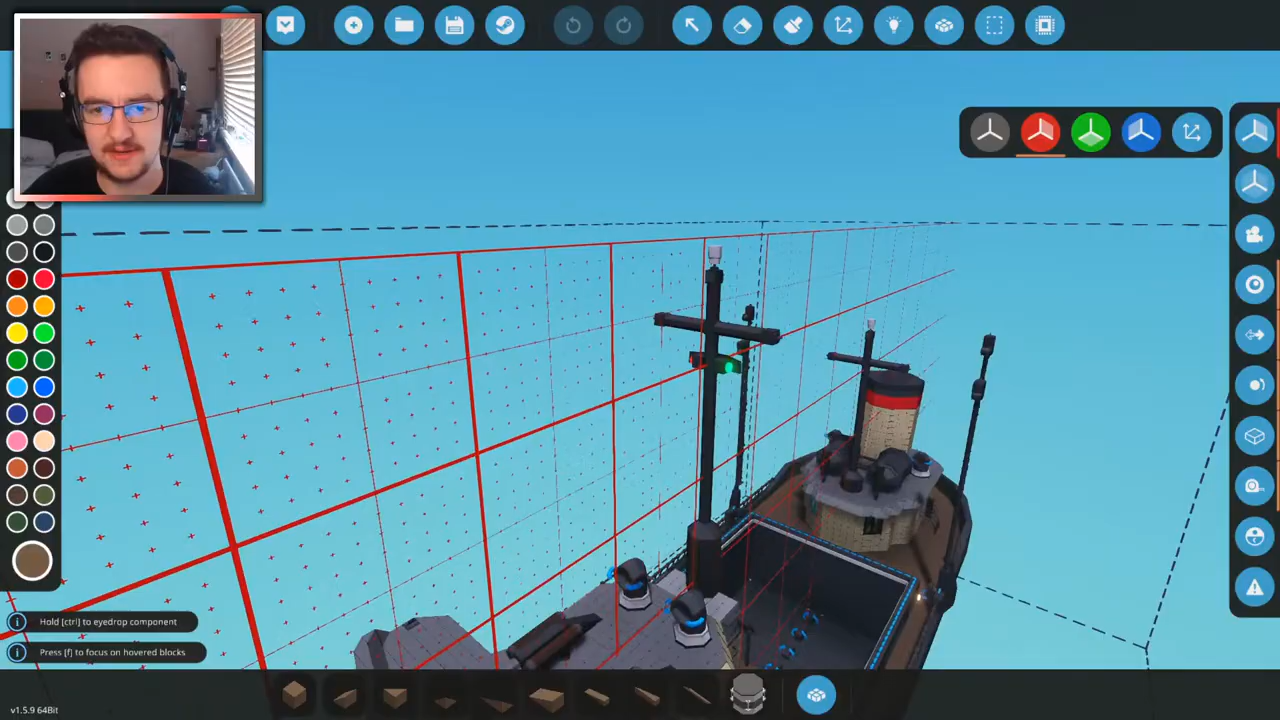 Hold [ctrl] to eyedrop component
Press [f] to focus on hovered blocks
v1.5.9 64Bit